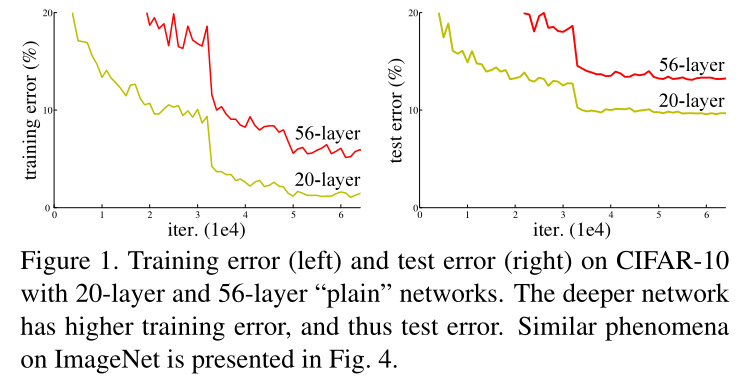 20
10
0
0
1
2
3
4
5
6
iter. (1e4)
training error (%)
56-layer
20-layer
20
10
0
0
1
2
3
4
5
6
iter. (1e4)
test error (%)
56-layer
20-layer
Figure 1. Training error (left) and test error (right) on CIFAR-10
with 20-layer and 56-layer “plain” networks. The deeper network
has higher training error, and thus test error. Similar phenomena
on ImageNet is presented in Fig. 4.